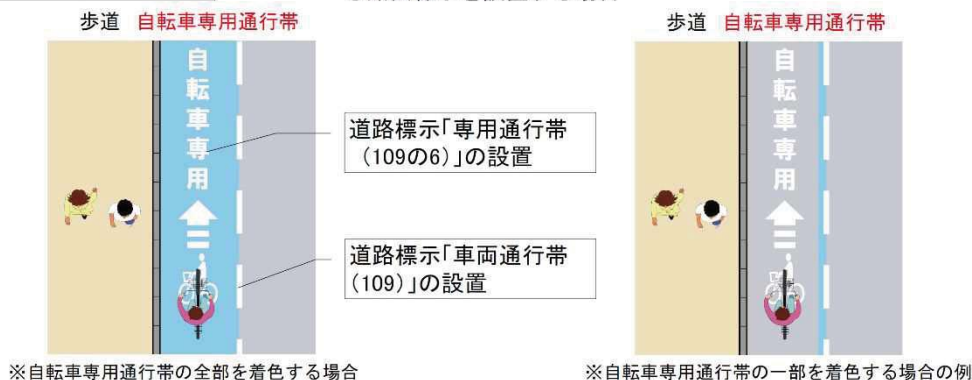 歩道 自転車専用通行帯
自転車専用
道路標示「専用通行帯
(109の6)」の設置
道路標示「車両通行帯
(109)」の設置
※自転車専用通行帯の全部を着色する場合
歩道 自転車専用通行帯
自転車専用
※自転車専用通行帯の一部を着色する場合の例